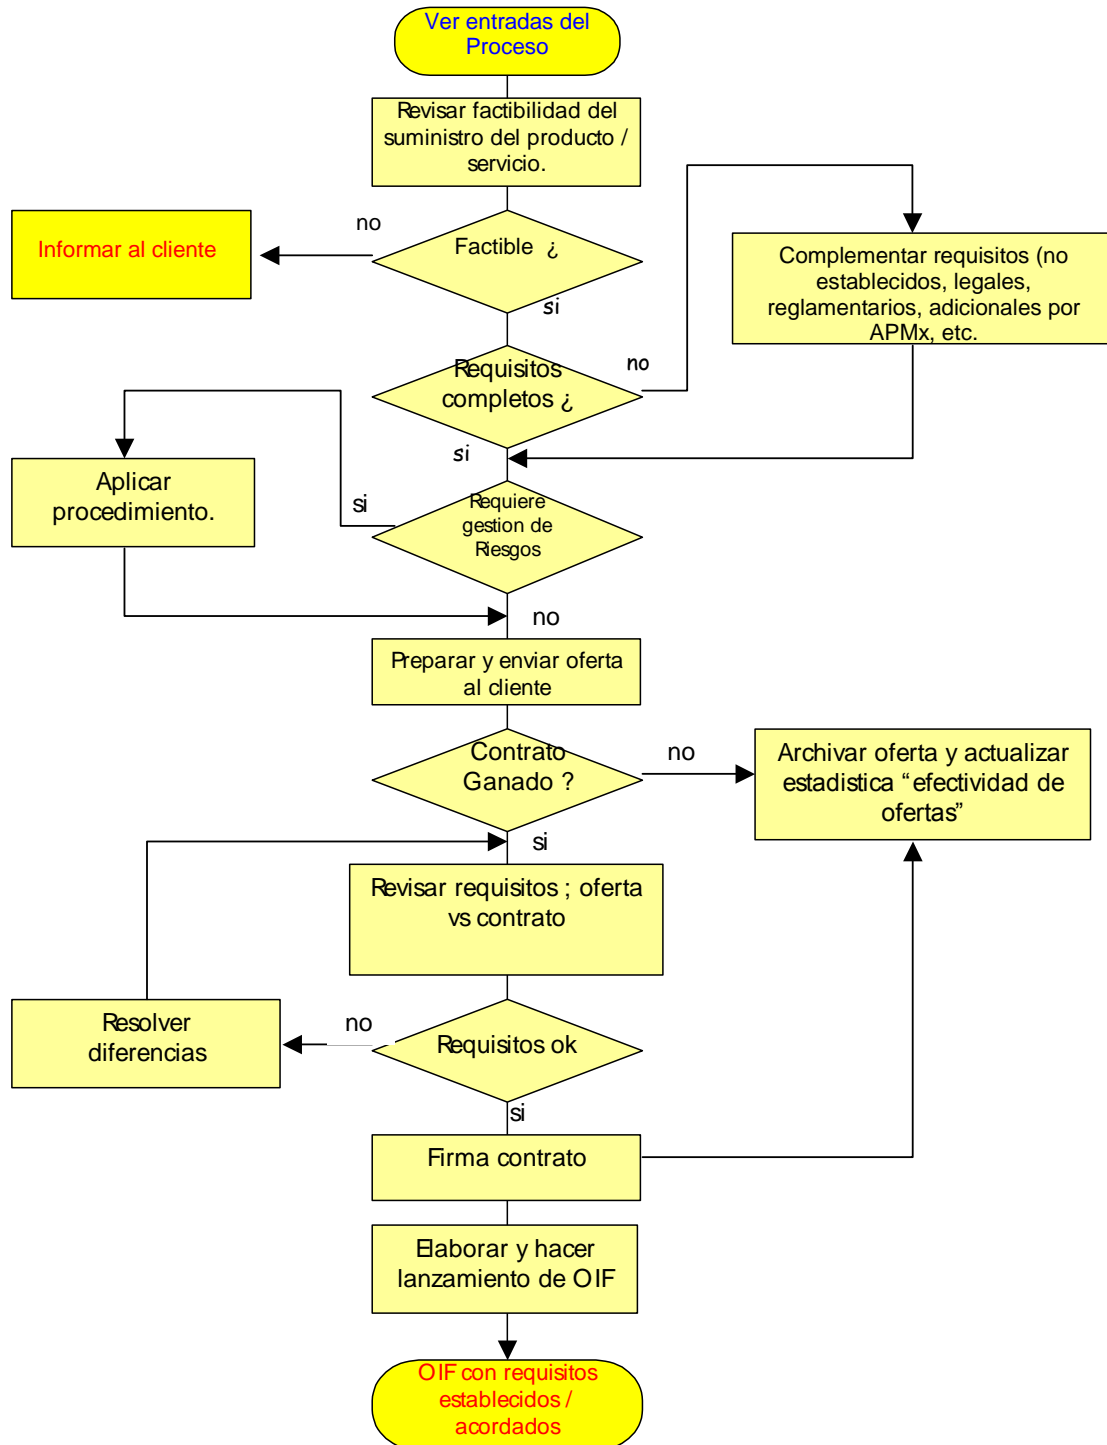 Ver entradas del
Proceso
Revisar factibilidad del
suministro del producto /
servicio.
no
Informar al cliente
Factible ¿
si
Complementar requisitos (no
establecidos, legales,
reglamentarios, adicionales por
APMx, etc.
Requisitos
completos ¿
no
si
Aplicar
procedimiento.
si
Requiere
gestion de
Riesgos
no
Preparar y enviar oferta
al cliente
Contrato
Ganado ?
no
Archivar oferta y actualizar
estadistica “efectividad de
ofertas”
si
Revisar requisitos ; oferta
vs contrato
Resolver
diferencias
no
Requisitos ok
si
Firma contrato
Elaborar y hacer
lanzamiento de OIF
OIF con requisitos
establecidos /
acordados